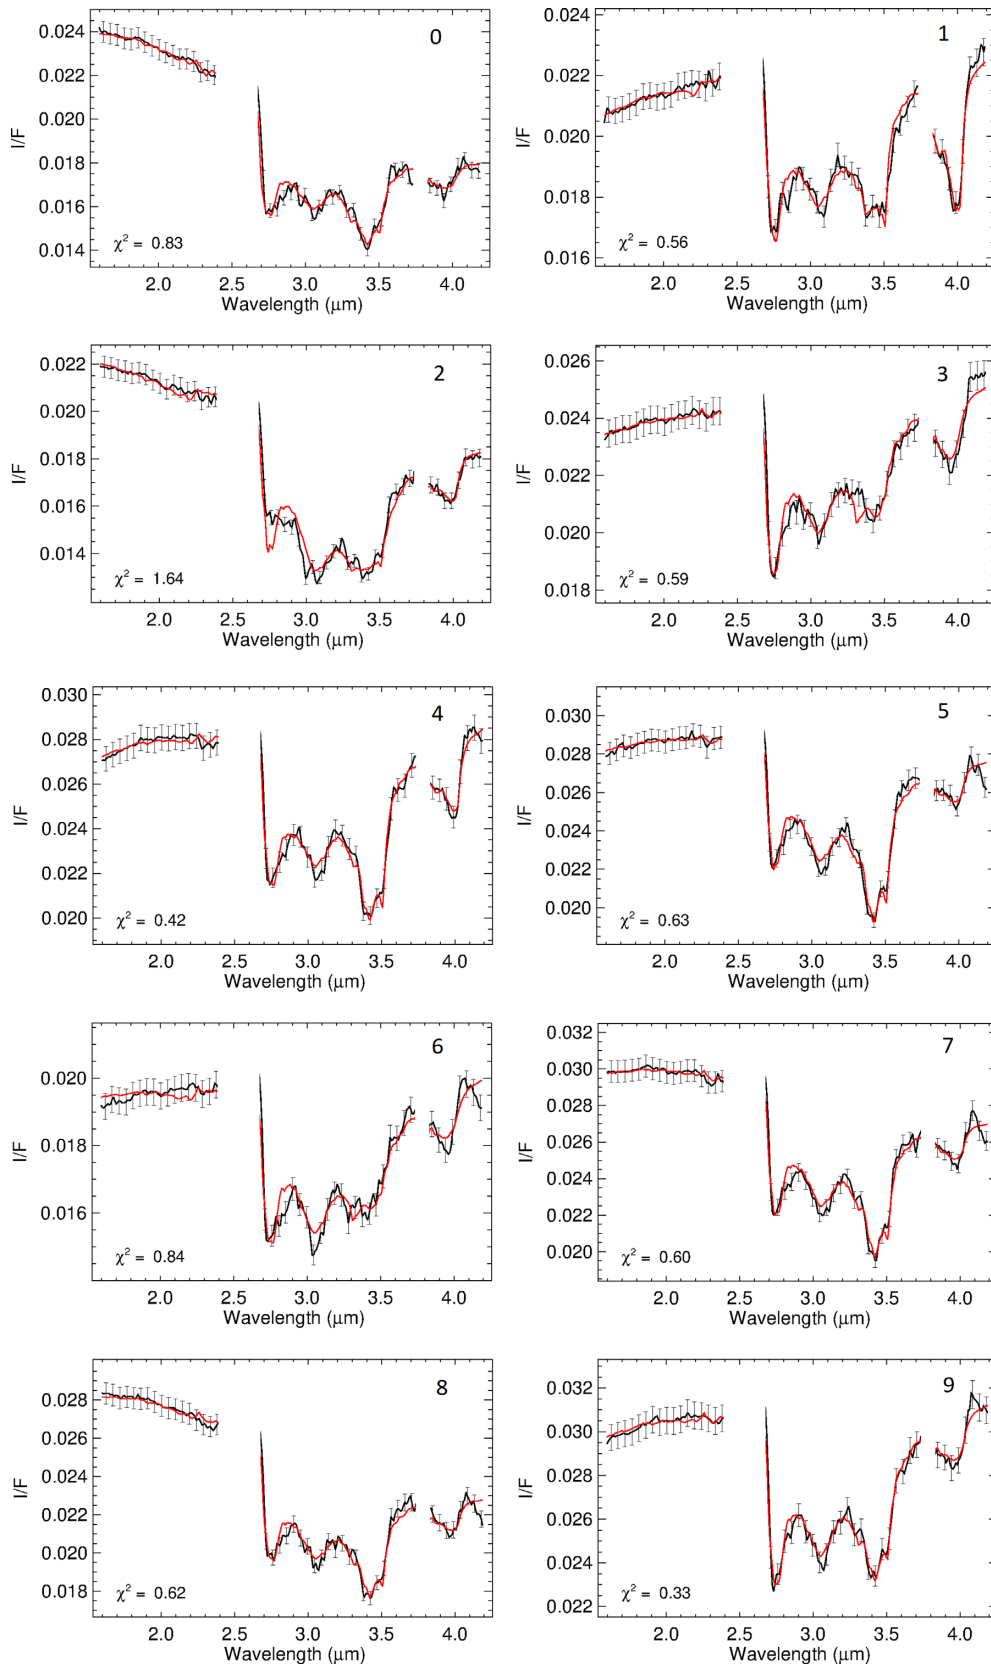 0
0.024
0.022
0.020
0.018
0.016
0.014
I/F
χ² = 0.83
2.0 2.5 3.0 3.5 4.0
Wavelength (μm)
1
0.022
0.020
0.018
0.016
I/F
χ² = 0.56
2.0 2.5 3.0 3.5 4.0
Wavelength (μm)
2
0.022
0.020
0.018
0.016
0.014
I/F
χ² = 1.64
2.0 2.5 3.0 3.5 4.0
Wavelength (μm)
3
0.026
0.024
0.022
0.020
0.018
I/F
χ² = 0.59
2.0 2.5 3.0 3.5 4.0
Wavelength (μm)
4
0.030
0.028
0.026
0.024
0.022
0.020
I/F
χ² = 0.42
2.0 2.5 3.0 3.5 4.0
Wavelength (μm)
5
0.030
0.028
0.026
0.024
0.022
0.020
I/F
χ² = 0.63
2.0 2.5 3.0 3.5 4.0
Wavelength (μm)
6
0.020
0.018
0.016
I/F
χ² = 0.84
2.0 2.5 3.0 3.5 4.0
Wavelength (μm)
7
0.032
0.030
0.028
0.026
0.024
0.022
0.020
I/F
χ² = 0.60
2.0 2.5 3.0 3.5 4.0
Wavelength (μm)
8
0.028
0.026
0.024
0.022
0.020
0.018
I/F
χ² = 0.62
2.0 2.5 3.0 3.5 4.0
Wavelength (μm)
9
0.032
0.030
0.028
0.026
0.024
0.022
I/F
χ² = 0.33
2.0 2.5 3.0 3.5 4.0
Wavelength (μm)